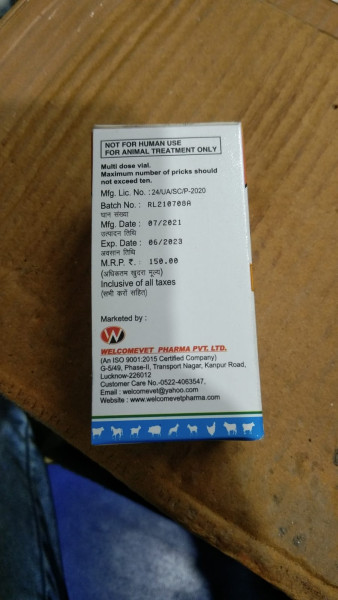 NOT FOR HUMAN USE
FOR ANIMAL TREATMENT ONLY
Multi dose vial.
Maximum number of pricks should
not exceed ten.
Mfg. Lic. No. : 24/UA/SC/P-2020
Batch No. : RL210708A
घान संख्या
Mfg. Date : 07/2021
उत्पादन तिथि
Exp. Date : 06/2023
अवसान तिथि
M.R.P. ₹. : 150.00
(अधिकतम खुदरा मूल्य)
Inclusive of all taxes
(सभी करों सहित)
Marketed by :
W
WELCOMEVET PHARMA PVT. LTD.
(An ISO 9001:2015 Certified Company)
G-5/49, Phase-II, Transport Nagar, Kanpur Road,
Lucknow-226012
Customer Care No.-0522-4063547,
Email : welcomevet@yahoo.com
Website : www.welcomevetpharma.com